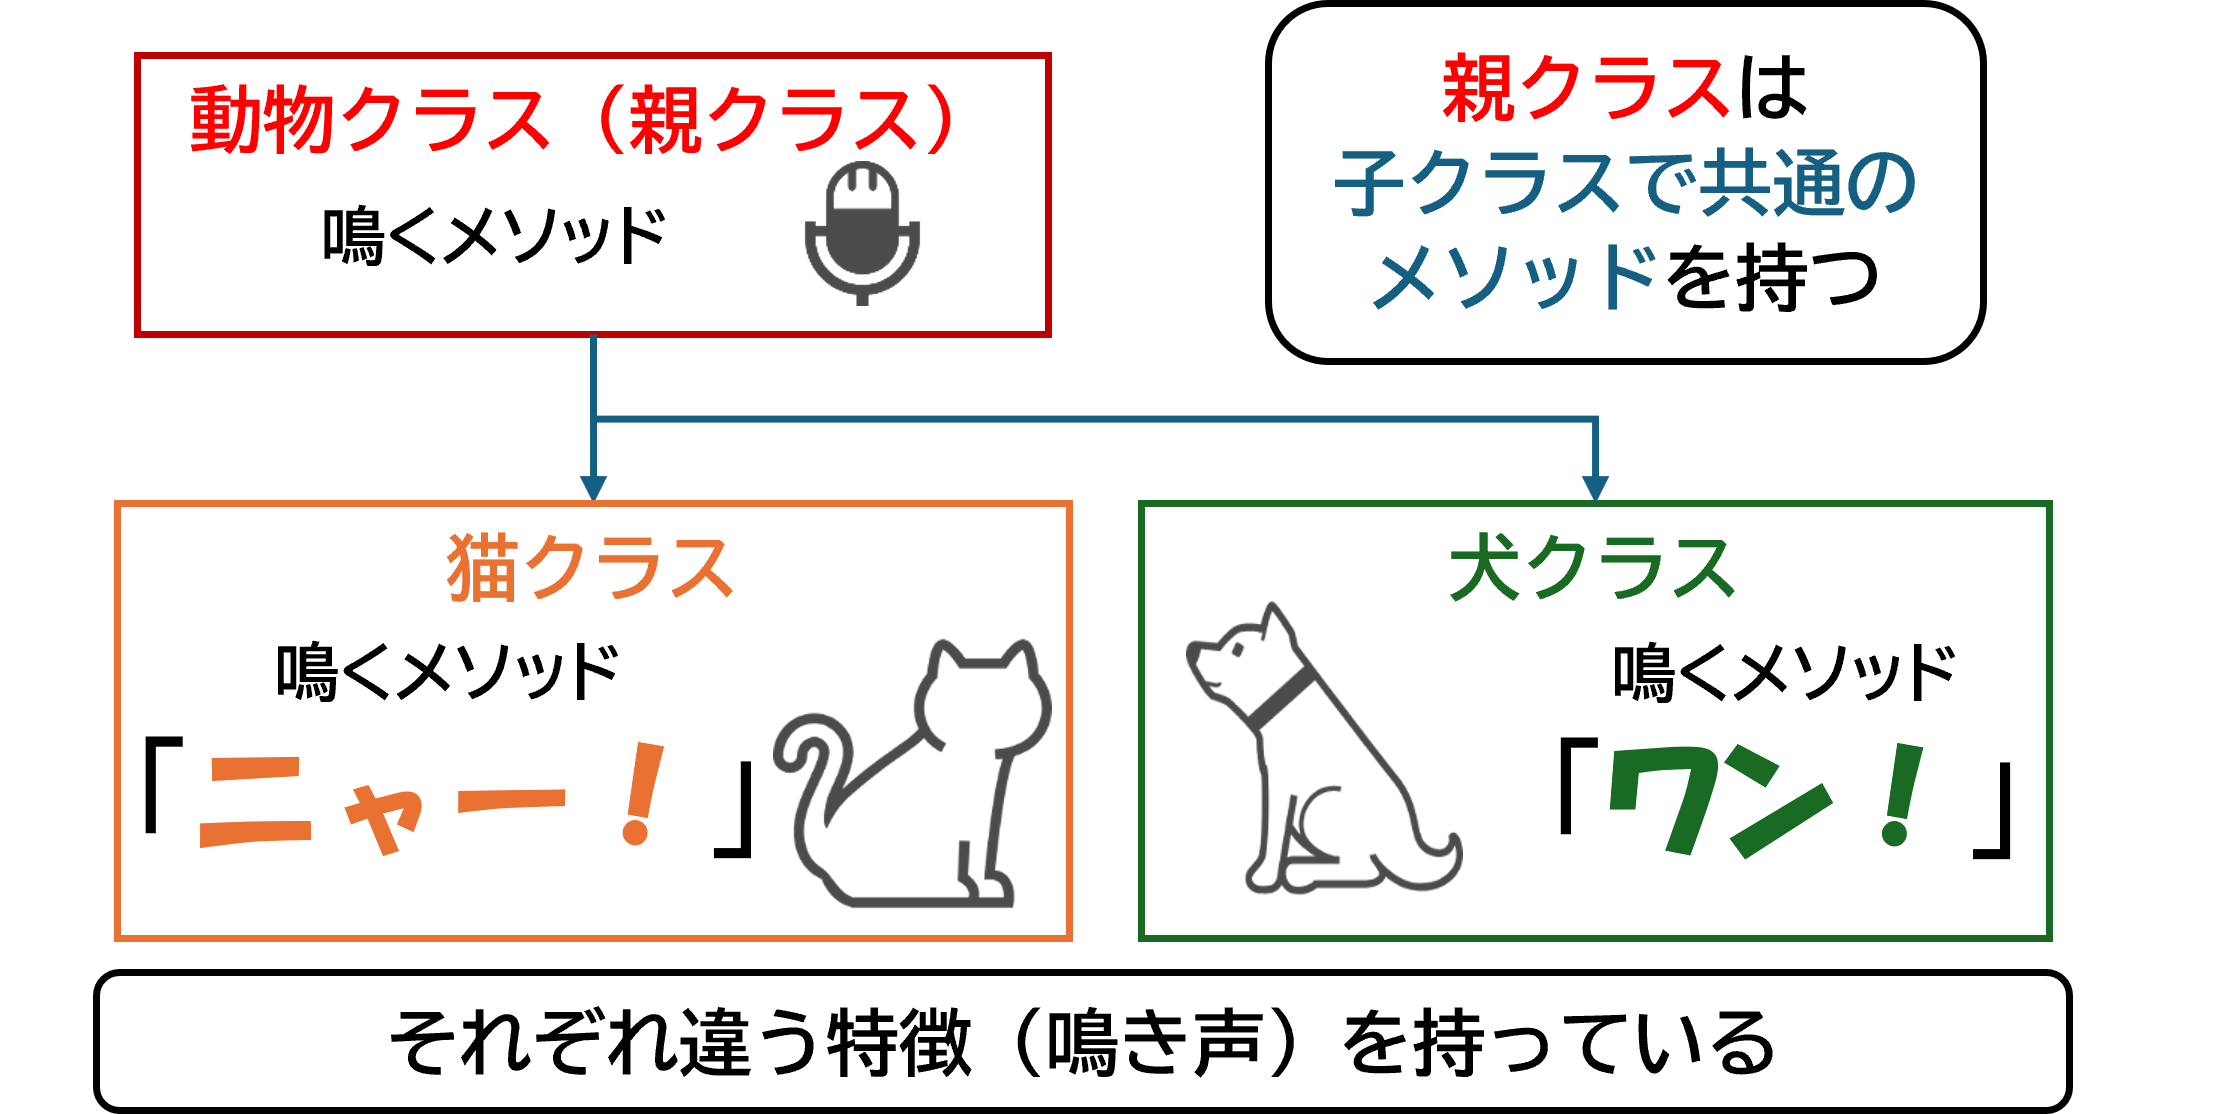 動物クラス（親クラス）
鳴くメソッド
親クラスは
子クラスで共通の
メソッドを持つ
猫クラス
鳴くメソッド
「ニャー！」
犬クラス
鳴くメソッド
「ワン！」
それぞれ違う特徴（鳴き声）を持っている